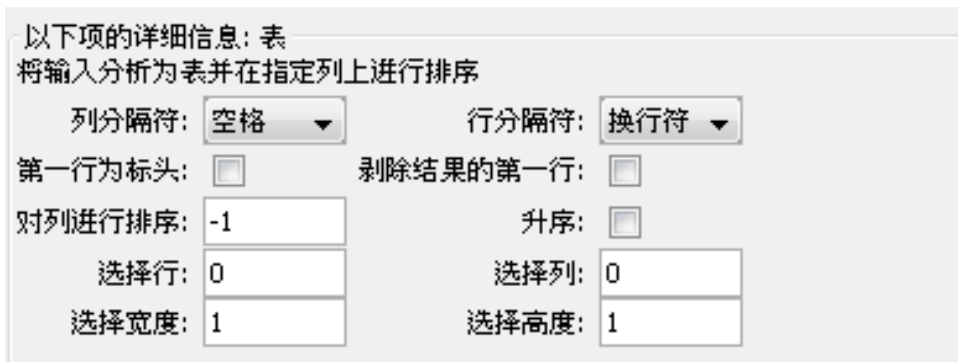 以下项的详细信息: 表
将输入分析为表并在指定列上进行排序
列分隔符: 空格 行分隔符: 换行符
第一行为标头: 剥除结果的第一行:
对列进行排序: -1 升序:
选择行: 0 选择列: 0
选择宽度: 1 选择高度: 1